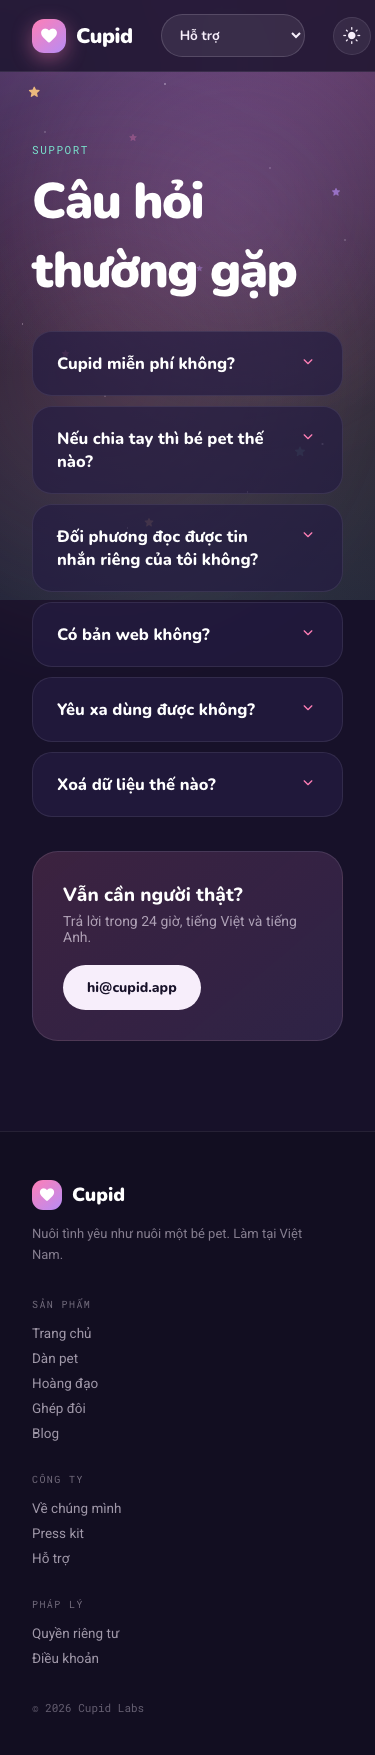 Cupid
Hỗ trợ
SUPPORT
Câu hỏi
thường gặp
Cupid miễn phí không?
Nếu chia tay thì bé pet thế
nào?
Đối phương đọc được tin
nhắn riêng của tôi không?
Có bản web không?
Yêu xa dùng được không?
Xoá dữ liệu thế nào?
Vẫn cần người thật?
Trả lời trong 24 giờ, tiếng Việt và tiếng
Anh.
hi@cupid.app
Cupid
Nuôi tình yêu như nuôi một bé pet. Làm tại Việt
Nam.
SẢN PHẨM
Trang chủ
Dàn pet
Hoàng đạo
Ghép đôi
Blog
CÔNG TY
Về chúng mình
Press kit
Hỗ trợ
PHÁP LÝ
Quyền riêng tư
Điều khoản
© 2026 Cupid Labs